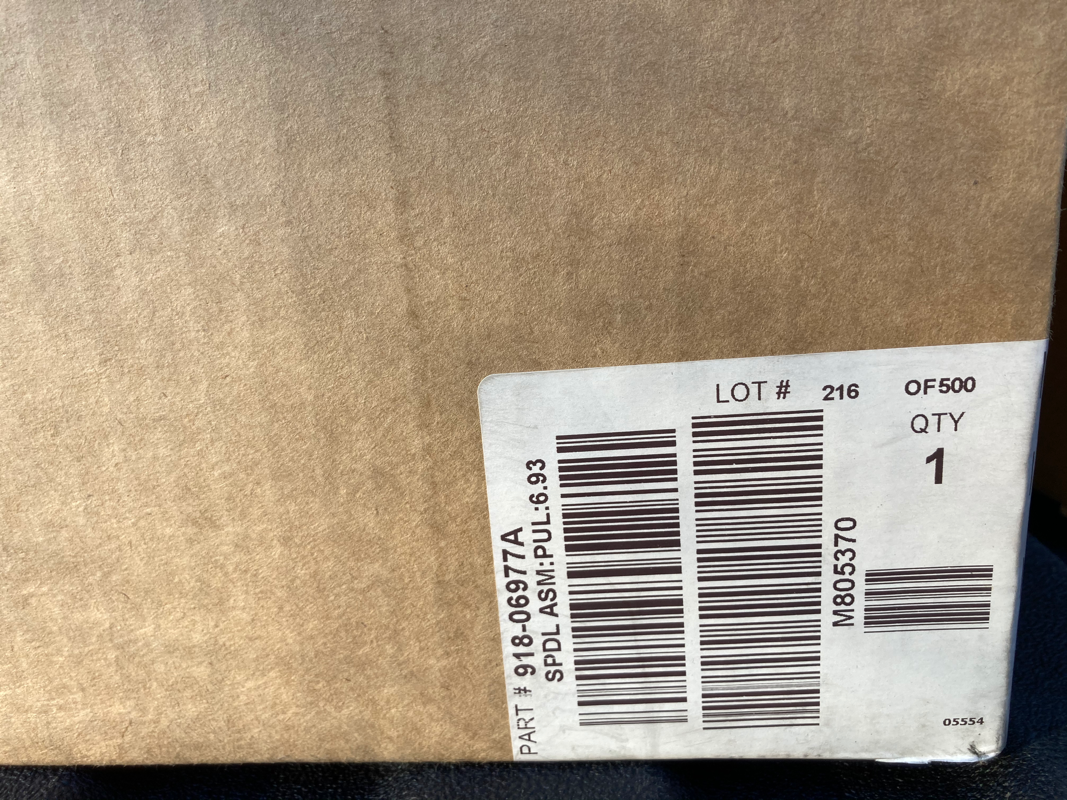 LOT # 216 OF500
QTY
1
PART # 918-06977A
SPDL ASM:PUL:6.93
M805370
05554